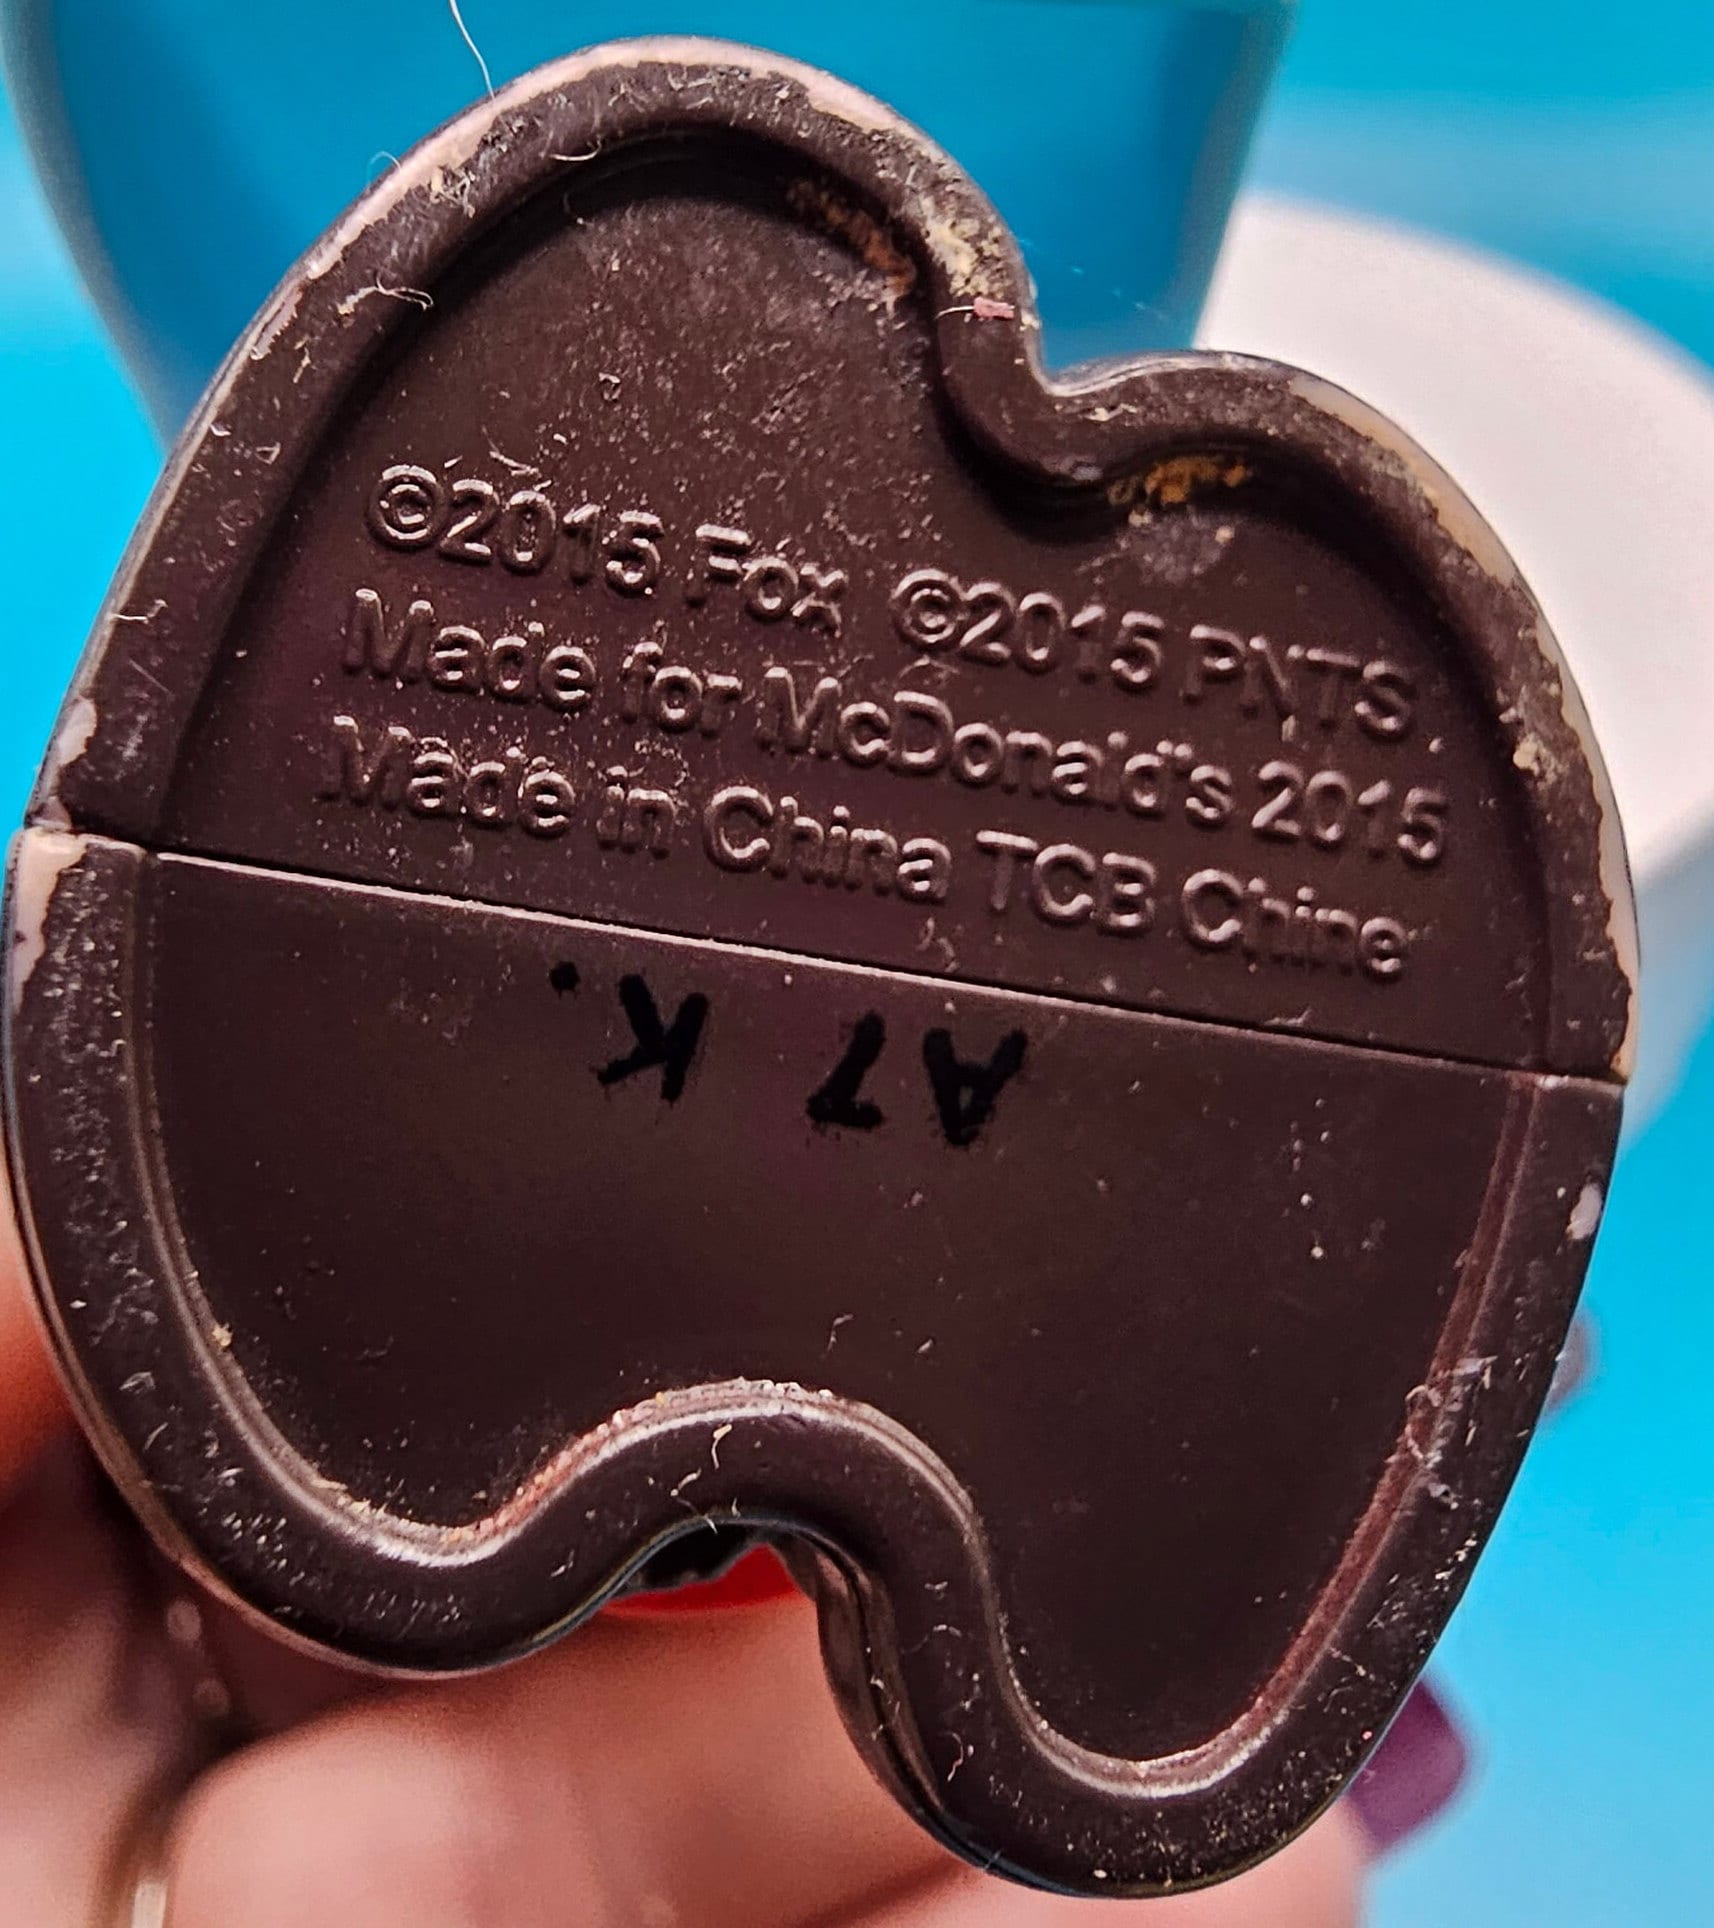 ©2015 Fox ©2015 PNTS
Made for McDonald's 2015
Made in China TCB Chine
A7 K.